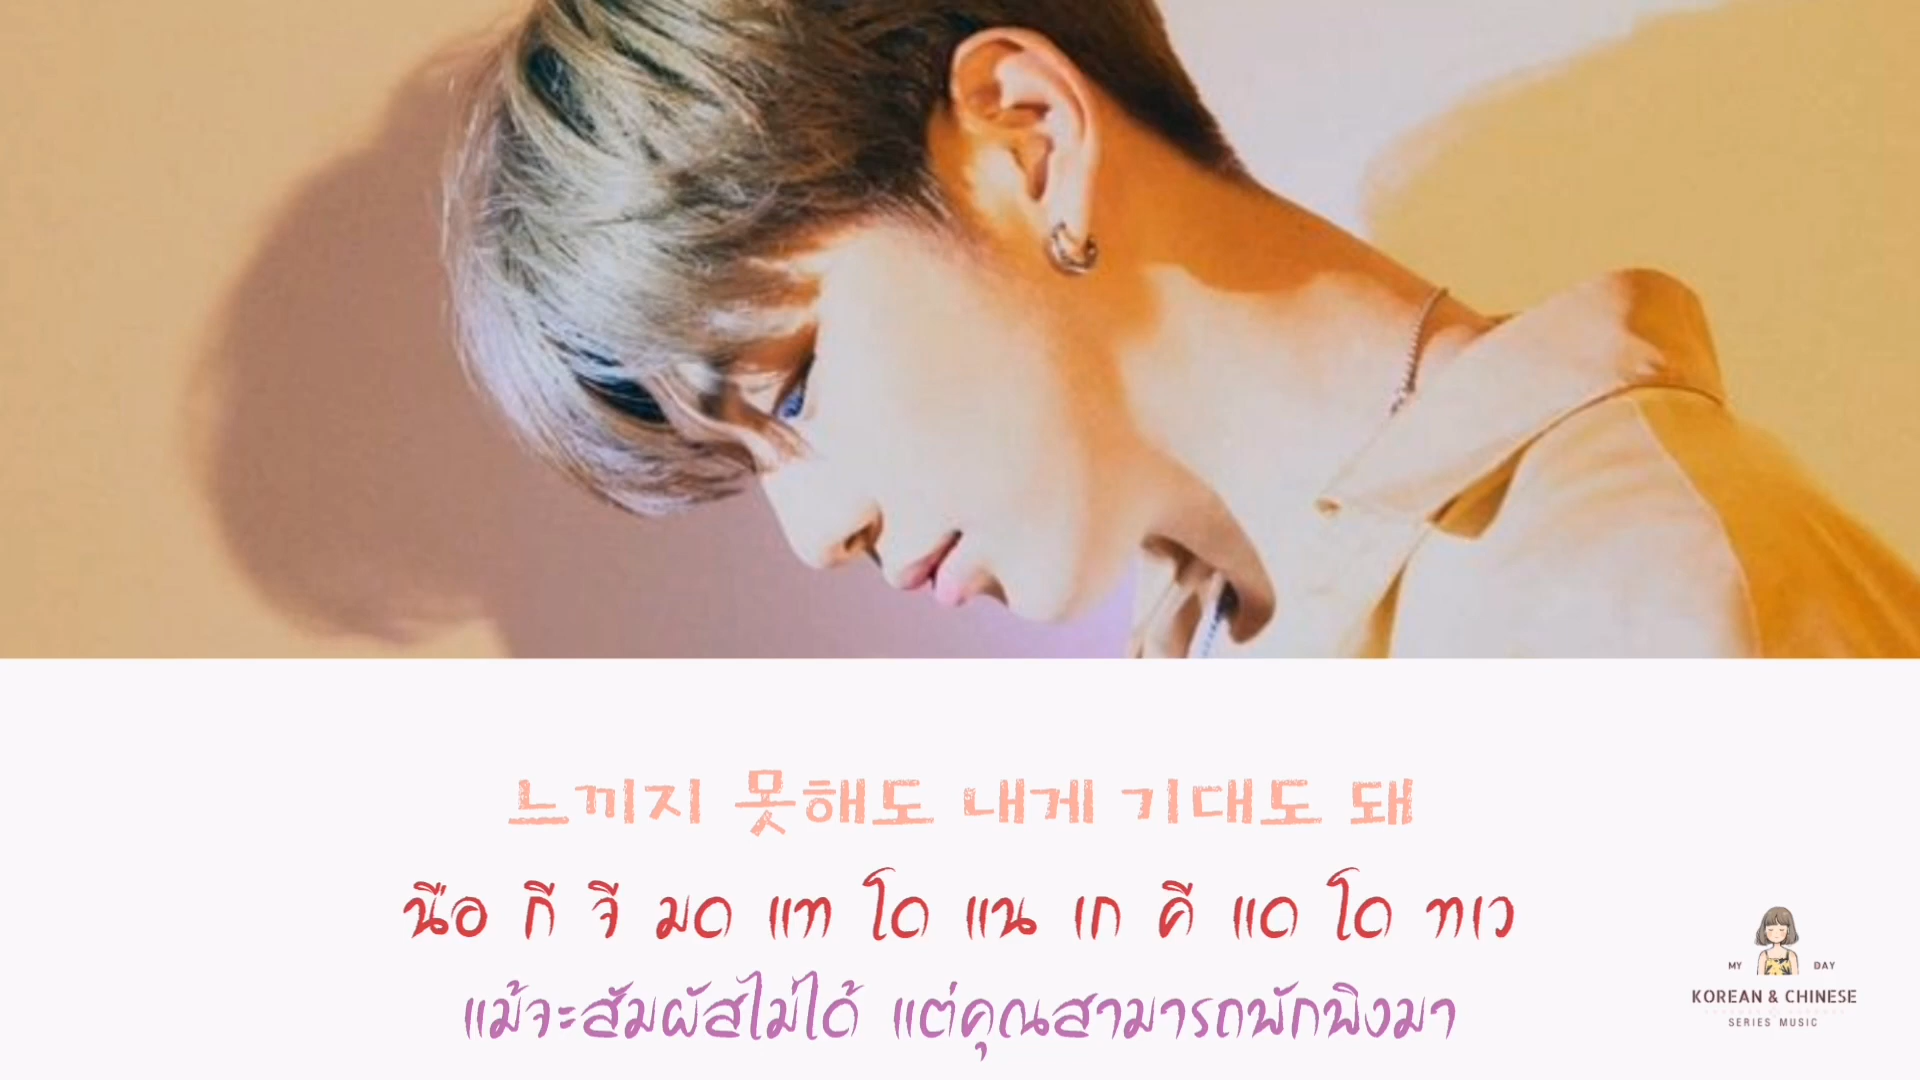 느끼지 못해도 내게 기대도 돼
นือ กี จี มด แท โด แน เก คี แด โด ทเว
แม้จะสัมผัสไม่ได้ แต่คุณสามารถพักพิงมา
MY DAY
KOREAN & CHINESE
SERIES MUSIC